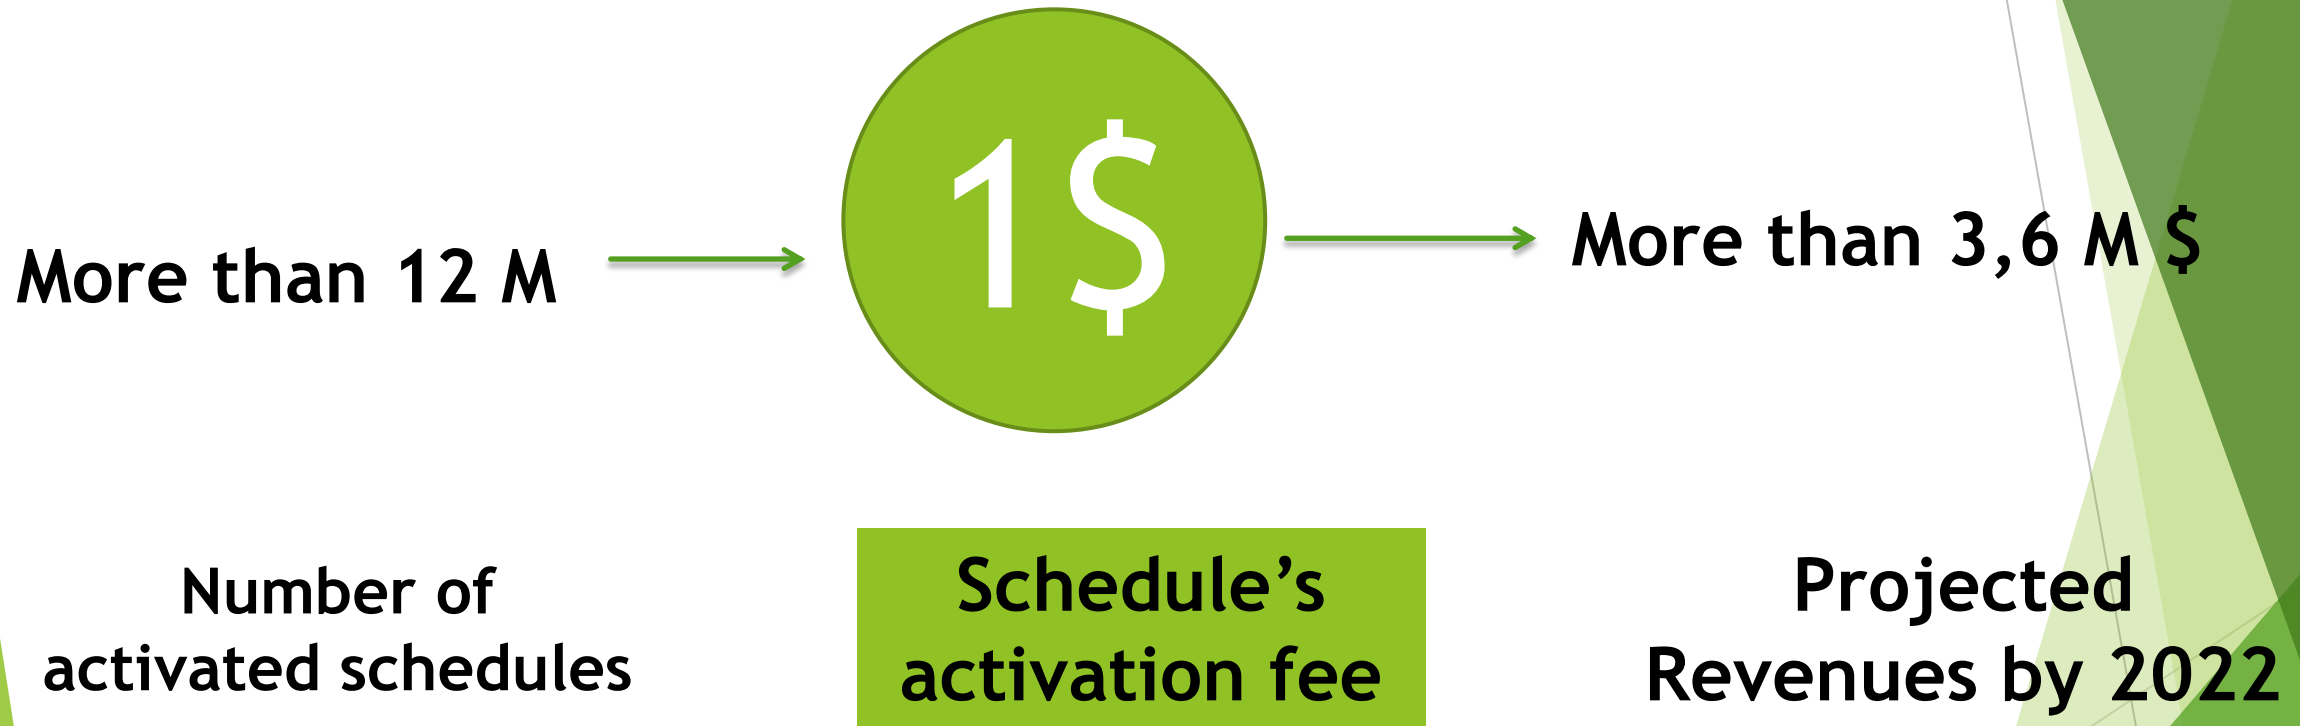 More than 12 M
1$
More than 3,6 M $
Number of
activated schedules
Schedule’s
activation fee
Projected
Revenues by 2022